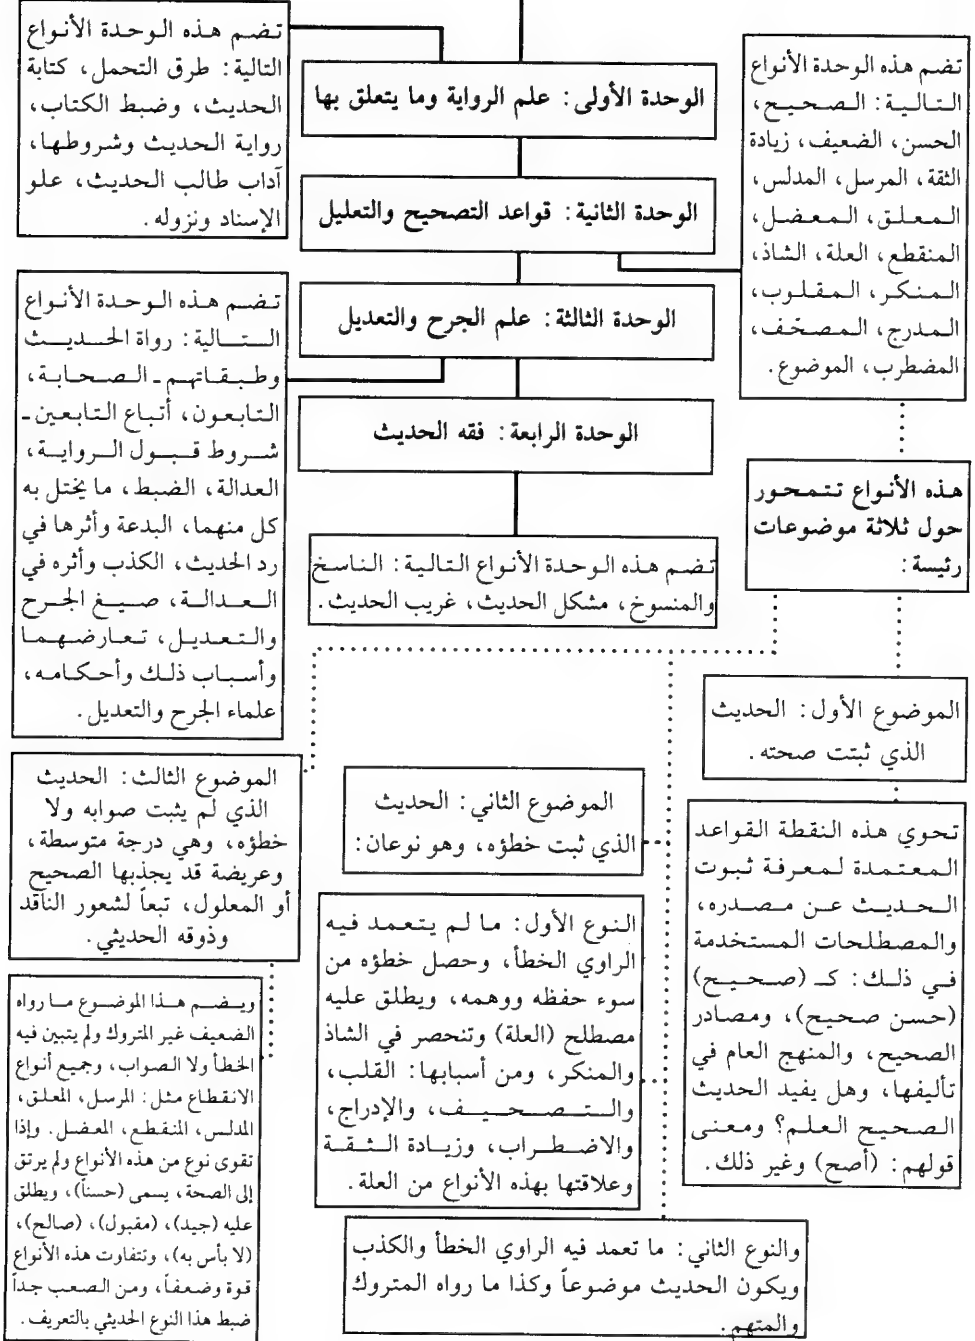 تضم هذه الوحدة الأنواع
التالية: طرق التحمل، كتابة
الحديث، وضبط الكتاب،
رواية الحديث وشروطها،
آداب طالب الحديث، علو
الإسناد ونزوله.
الوحدة الأولى: علم الرواية وما يتعلق بها
الوحدة الثانية: قواعد التصحيح والتعليل
تضم هذه الوحدة الأنواع
التالية: الصحيح،
الحسن، الضعيف، زيادة
الثقة، المرسل، المدلس،
المعلق، المعضل،
المنقطع، العلة، الشاذ،
المنكر، المقلوب،
المدرج، المصحّف،
المضطرب، الموضوع.
الوحدة الثالثة: علم الجرح والتعديل
تضم هذه الوحدة الأنواع
التالية: رواة الحديث
وطبقاتهم ـ الصحابة،
التابعون، أتباع التابعين ـ
شروط قبول الرواية،
العدالة، الضبط، ما يختل به
كل منهما، البدعة وأثرها في
رد الحديث، الكذب وأثره في
العدالة، صيغ الجرح
والتعديل، تعارضهما
وأسباب ذلك وأحكامه،
علماء الجرح والتعديل.
الوحدة الرابعة: فقه الحديث
تضم هذه الوحدة الأنواع التالية: الناسخ
والمنسوخ، مشكل الحديث، غريب الحديث.
هذه الأنواع تتمحور
حول ثلاثة موضوعات
رئيسة:
الموضوع الأول: الحديث
الذي ثبتت صحته.
تحوي هذه النقطة القواعد
المعتمدة لمعرفة ثبوت
الحديث عن مصدره،
والمصطلحات المستخدمة
في ذلك: كـ (صحيح)
(حسن صحيح)، ومصادر
الصحيح، والمنهج العام في
تأليفها، وهل يفيد الحديث
الصحيح العلم؟ ومعنى
قولهم: (أصح) وغير ذلك.
الموضوع الثاني: الحديث
الذي ثبت خطؤه، وهو نوعان:
النوع الأول: ما لم يتعمد فيه
الراوي الخطأ، وحصل خطؤه من
سوء حفظه ووهمه، ويطلق عليه
مصطلح (العلة) وتنحصر في الشاذ
والمنكر، ومن أسبابها: القلب،
والتصحيف، والإدراج،
والاضطراب، وزيادة الثقة
وعلاقتها بهذه الأنواع من العلة.
والنوع الثاني: ما تعمد فيه الراوي الخطأ والكذب
ويكون الحديث موضوعاً وكذا ما رواه المتروك
والمتهم.
الموضوع الثالث: الحديث
الذي لم يثبت صوابه ولا
خطؤه، وهي درجة متوسطة،
وعريضة قد يجذبها الصحيح
أو المعلول، تبعاً لشعور الناقد
وذوقه الحديثي.
ويضم هذا الموضوع ما رواه
الضعيف غير المتروك ولم يتبين فيه
الخطأ ولا الصواب، وجميع أنواع
الانقطاع مثل: المرسل، المعلق،
المدلس، المنقطع، المعضل. وإذا
تقوى نوع من هذه الأنواع ولم يرتق
إلى الصحة، يسمى (حسناً)، ويطلق
عليه (جيد)، (مقبول)، (صالح)،
(لا بأس به)، وتتفاوت هذه الأنواع
قوة وضعفاً، ومن الصعب جداً
ضبط هذا النوع الحديثي بالتعريف.